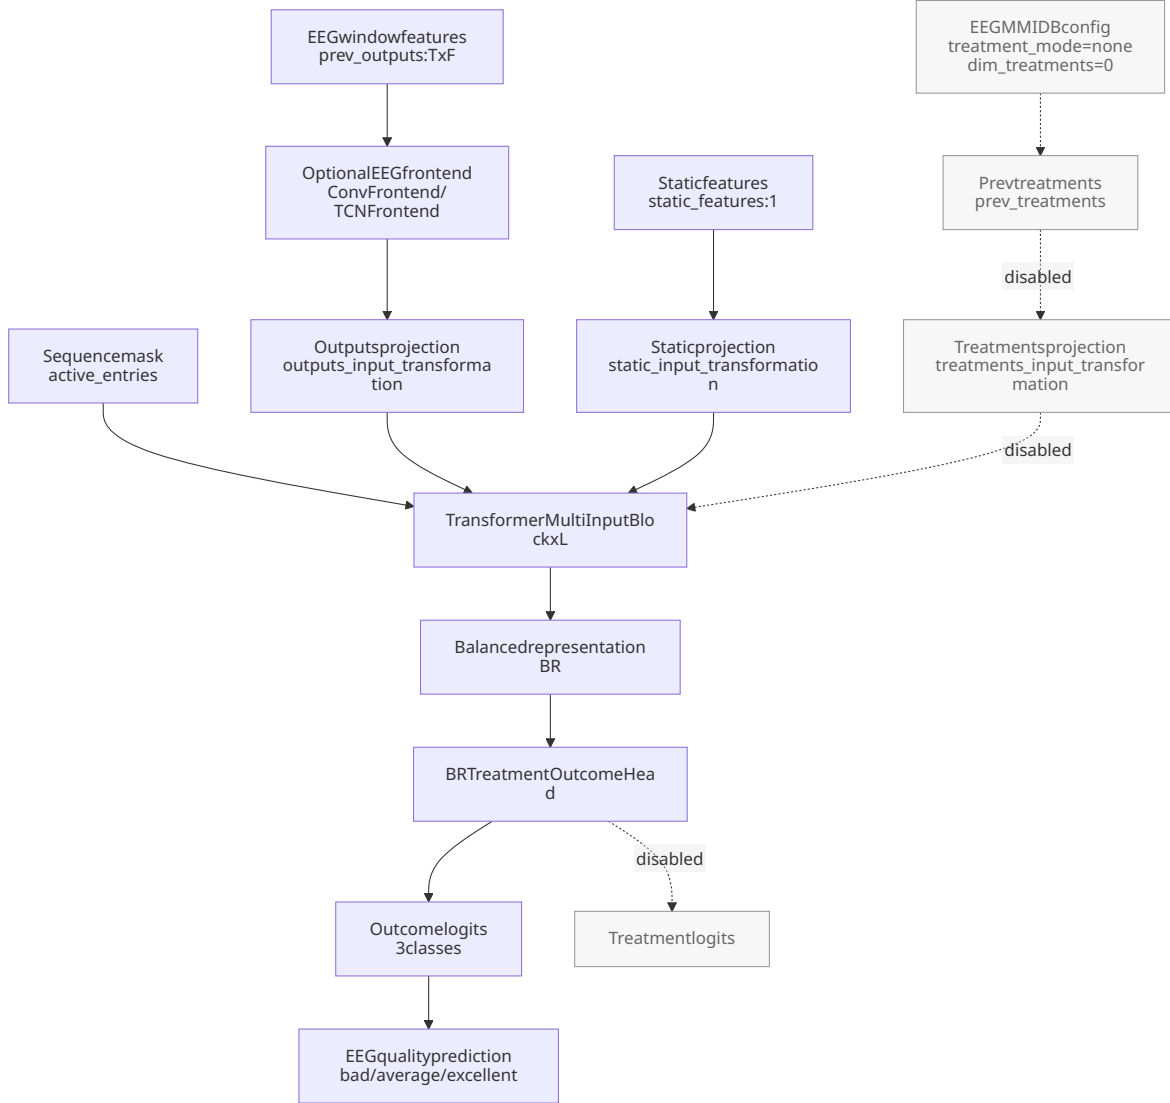 EEGwindowfeatures
prev_outputs:TxF
EEGMMIDBconfig
treatment_mode=none
dim_treatments=0
OptionalEEGfrontend
ConvFrontend/
TCNFrontend
Staticfeatures
static_features:1
Prevtreatments
prev_treatments
disabled
Sequencemask
active_entries
Outputsprojection
outputs_input_transforma
tion
Staticprojection
static_input_transformatio
n
Treatmentsprojection
treatments_input_transfor
mation
disabled
TransformerMultiInputBlo
ckxL
Balancedrepresentation
BR
BRTreatmentOutcomeHea
d
disabled
Outcomelogits
3classes
Treatmentlogits
EEGqualityprediction
bad/average/excellent